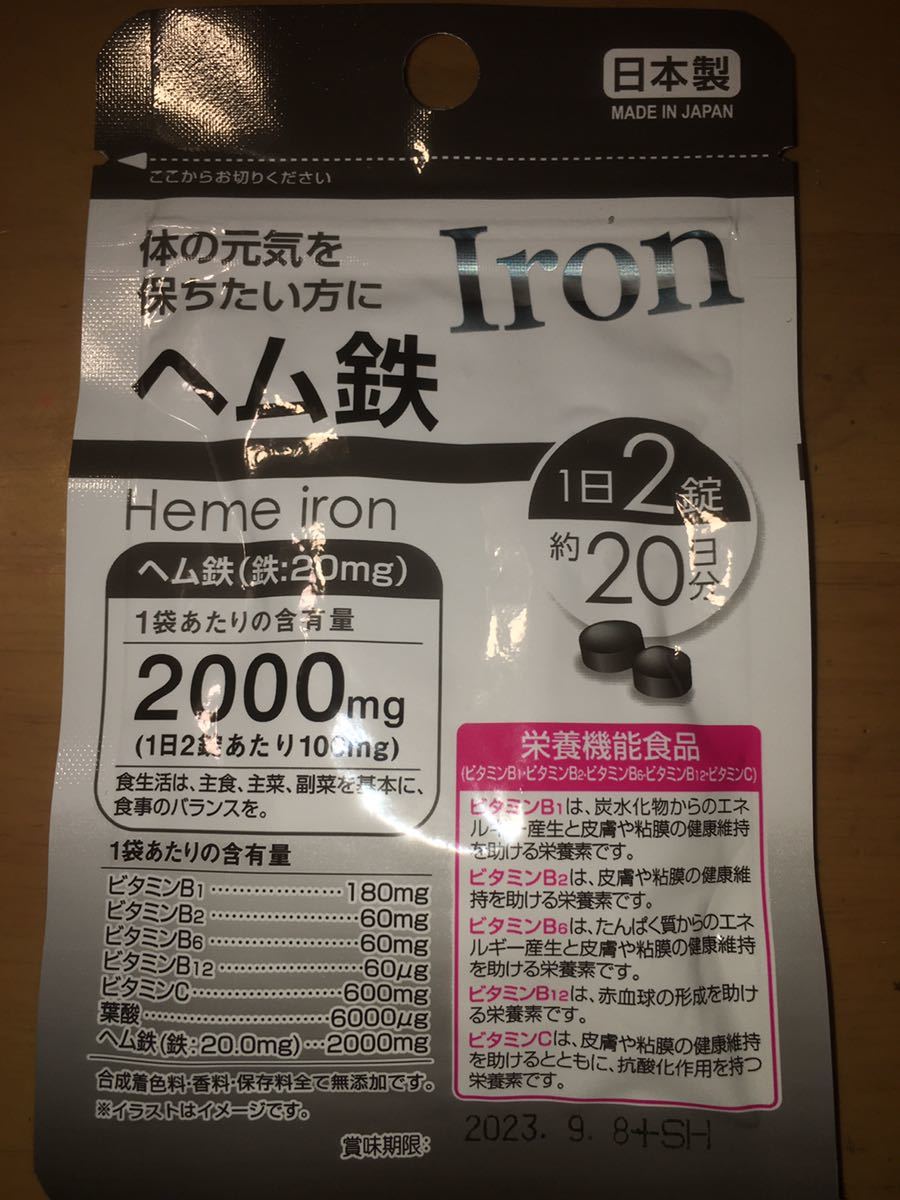 日本製
MADE IN JAPAN
ここからお切りください
体の元気を
保ちたい方に
Iron
ヘム鉄
Heme iron
1日2錠
約20日分
ヘム鉄(鉄:20mg)
1袋あたりの含有量
2000mg
(1日2錠あたり100mg)
食生活は、主食、主菜、副菜を基本に、
食事のバランスを。
1袋あたりの含有量
ビタミンB1…………………180mg
ビタミンB2…………………60mg
ビタミンB6…………………60mg
ビタミンB12…………………60μg
ビタミンC…………………600mg
葉酸…………………6000μg
ヘム鉄(鉄:20.0mg)…2000mg
合成着色料・香料・保存料全て無添加です。
※イラストはイメージです。
栄養機能食品
(ビタミンB1・ビタミンB2・ビタミンB6・ビタミンB12・ビタミンC)
ビタミンB1は、炭水化物からのエネ
ルギー産生と皮膚や粘膜の健康維持
を助ける栄養素です。
ビタミンB2は、皮膚や粘膜の健康維
持を助ける栄養素です。
ビタミンB6は、たんぱく質からのエネ
ルギー産生と皮膚や粘膜の健康維持
を助ける栄養素です。
ビタミンB12は、赤血球の形成を助け
る栄養素です。
ビタミンCは、皮膚や粘膜の健康維持
を助けるとともに、抗酸化作用を持つ
栄養素です。
賞味期限: 2023. 9. 8+SH